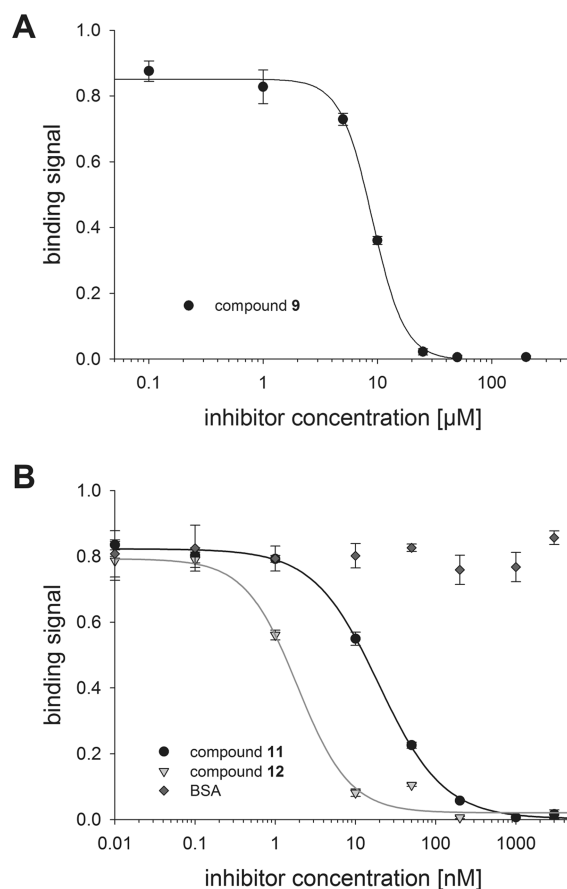 A
1.0
0.8
0.6
0.4
0.2
0.0
binding signal
compound 9
0.1 1 10 100
inhibitor concentration [µM]
B
1.0
0.8
0.6
0.4
0.2
0.0
binding signal
compound 11
compound 12
BSA
0.01 0.1 1 10 100 1000
inhibitor concentration [nM]